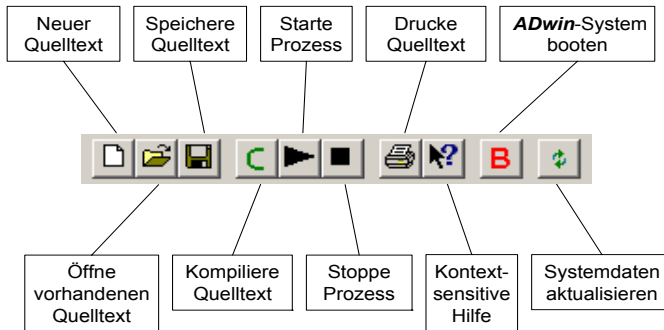 Neuer
Quelltext
Speichere
Quelltext
Starte
Prozess
Drucke
Quelltext
ADwin-System
booten
C
?
B
Öffne
vorhandenen
Quelltext
Kompiliere
Quelltext
Stoppe
Prozess
Kontext-
sensitive
Hilfe
Systemdaten
aktualisieren